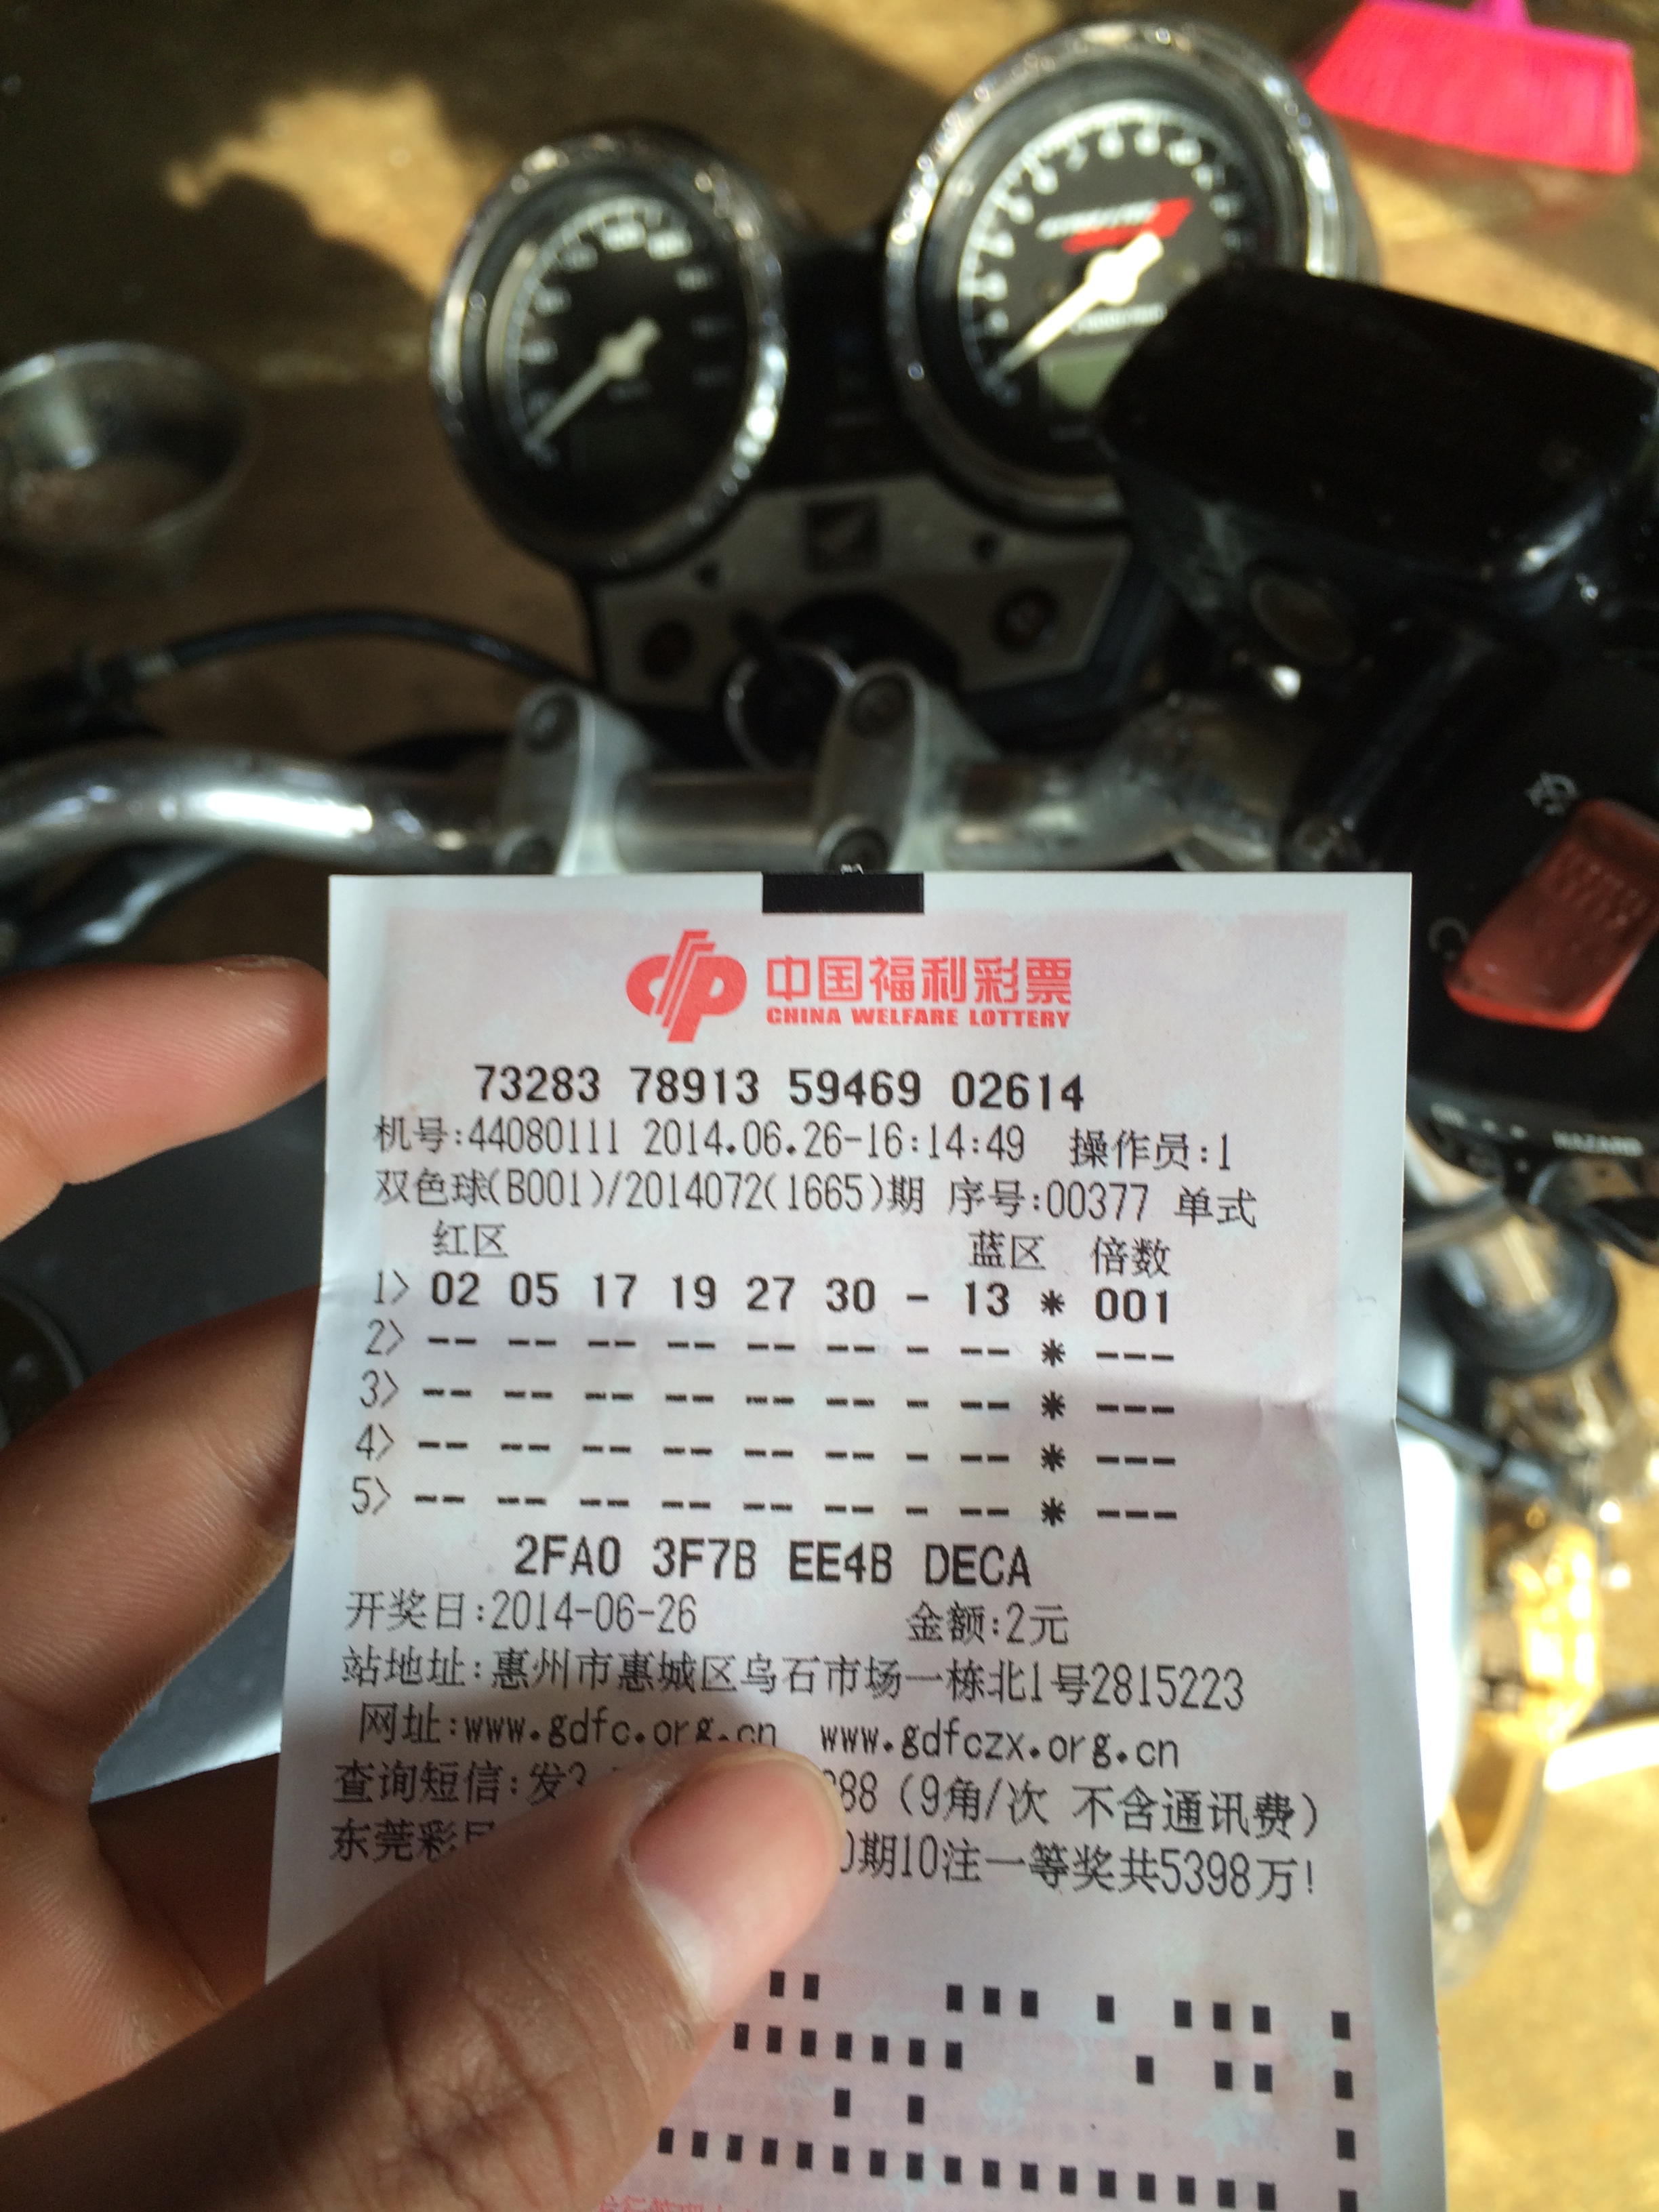 中国福利彩票
CHINA WELFARE LOTTERY
73283 78913 59469 02614
机号:44080111 2014.06.26-16:14:49 操作员:1
双色球(B001)/2014072(1665)期 序号:00377 单式
红区 蓝区 倍数
1> 02 05 17 19 27 30 - 13 * 001
2> -- -- -- -- -- -- - -- * ---
3> -- -- -- -- -- -- - -- * ---
4> -- -- -- -- -- -- - -- * ---
5> -- -- -- -- -- -- - -- * ---
2FA0 3F7B EE4B DECA
开奖日:2014-06-26 金额:2元
站地址:惠州市惠城区乌石市场一栋北1号2815223
网址:www.gdfc.org.cn www.gdfczx.org.cn
查询短信:发 88 (9角/次 不含通讯费)
东莞彩 期10注一等奖共5398万!
HAZARD